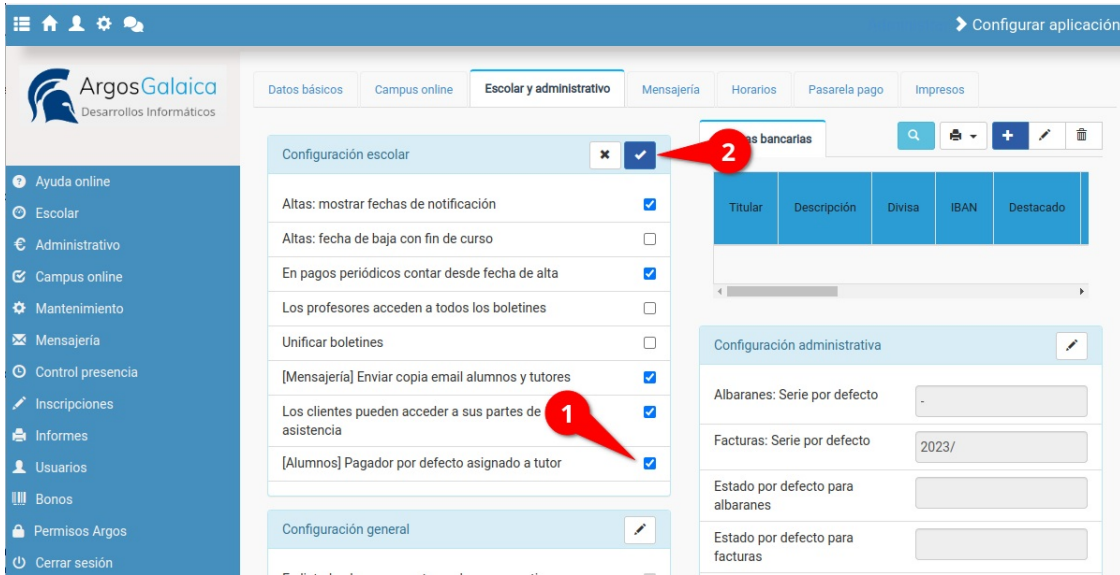 Configurar aplicación
ArgosGalaica
Desarrollos Informáticos
Ayuda online
Escolar
Administrativo
Campus online
Mantenimiento
Mensajería
Control presencia
Inscripciones
Informes
Usuarios
Bonos
Permisos Argos
Cerrar sesión
Datos básicos
Campus online
Escolar y administrativo
Mensajería
Horarios
Pasarela pago
Impresos
Configuración escolar
2
Altas: mostrar fechas de notificación
Altas: fecha de baja con fin de curso
En pagos periódicos contar desde fecha de alta
Los profesores acceden a todos los boletines
Unificar boletines
[Mensajería] Enviar copia email alumnos y tutores
Los clientes pueden acceder a sus partes de
asistencia
1
[Alumnos] Pagador por defecto asignado a tutor
Configuración general
bancarias
Titular
Descripción
Divisa
IBAN
Destacado
Configuración administrativa
Albaranes: Serie por defecto
-
Facturas: Serie por defecto
2023/
Estado por defecto para
albaranes
Estado por defecto para
facturas